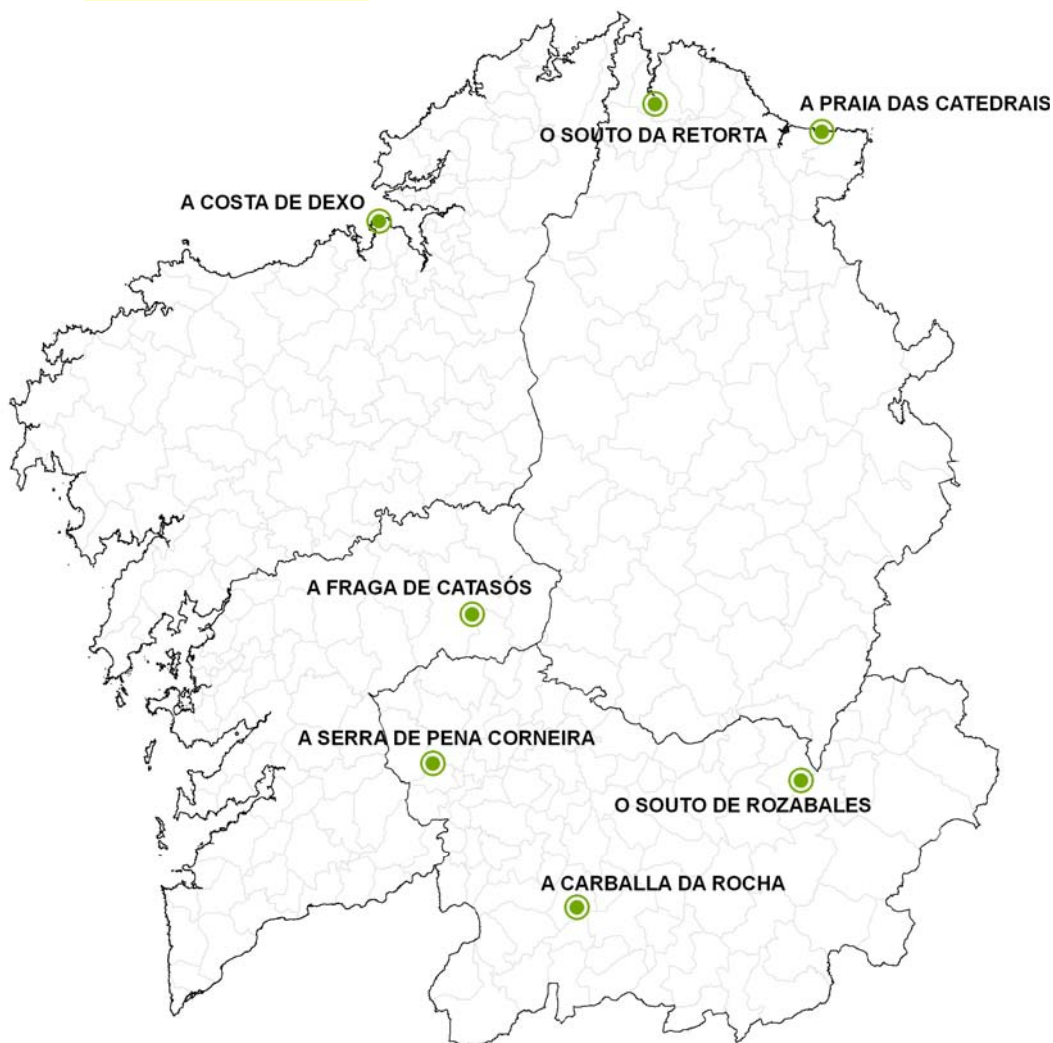 A PRAIA DAS CATEDRAIS
O SOUTO DA RETORTA
A COSTA DE DEXO
A FRAGA DE CATASÓS
A SERRA DE PENA CORNEIRA
O SOUTO DE ROZABALES
A CARBALLA DA ROCHA